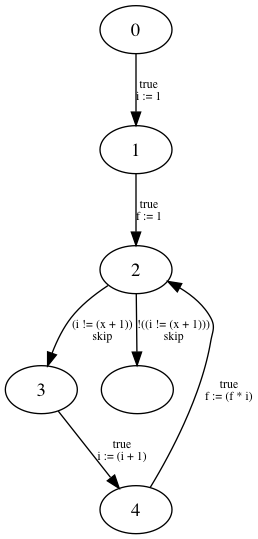 0
true
i := 1
1
true
f := 1
2
(i != (x + 1))
skip
!((i != (x + 1)))
skip
3
true
f := (f * i)
true
i := (i + 1)
4